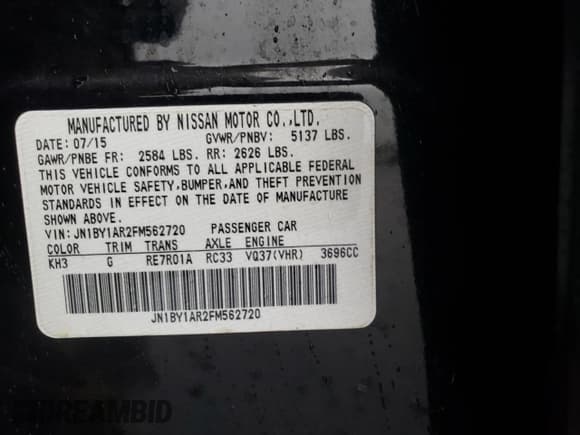 MANUFACTURED BY NISSAN MOTOR CO.,LTD.
DATE: 07/15 GVWR/PNBV: 5137 LBS.
GAWR/PNBE FR: 2584 LBS. RR: 2626 LBS.
THIS VEHICLE CONFORMS TO ALL APPLICABLE FEDERAL
MOTOR VEHICLE SAFETY,BUMPER,AND THEFT PREVENTION
STANDARDS IN EFFECT ON THE DATE OF MANUFACTURE
SHOWN ABOVE.
VIN: JN1BY1AR2FM562720 PASSENGER CAR
COLOR TRIM TRANS AXLE ENGINE
KH3 G RE7R01A RC33 VQ37(VHR) 3696CC
JN1BY1AR2FM562720
DREAMBID